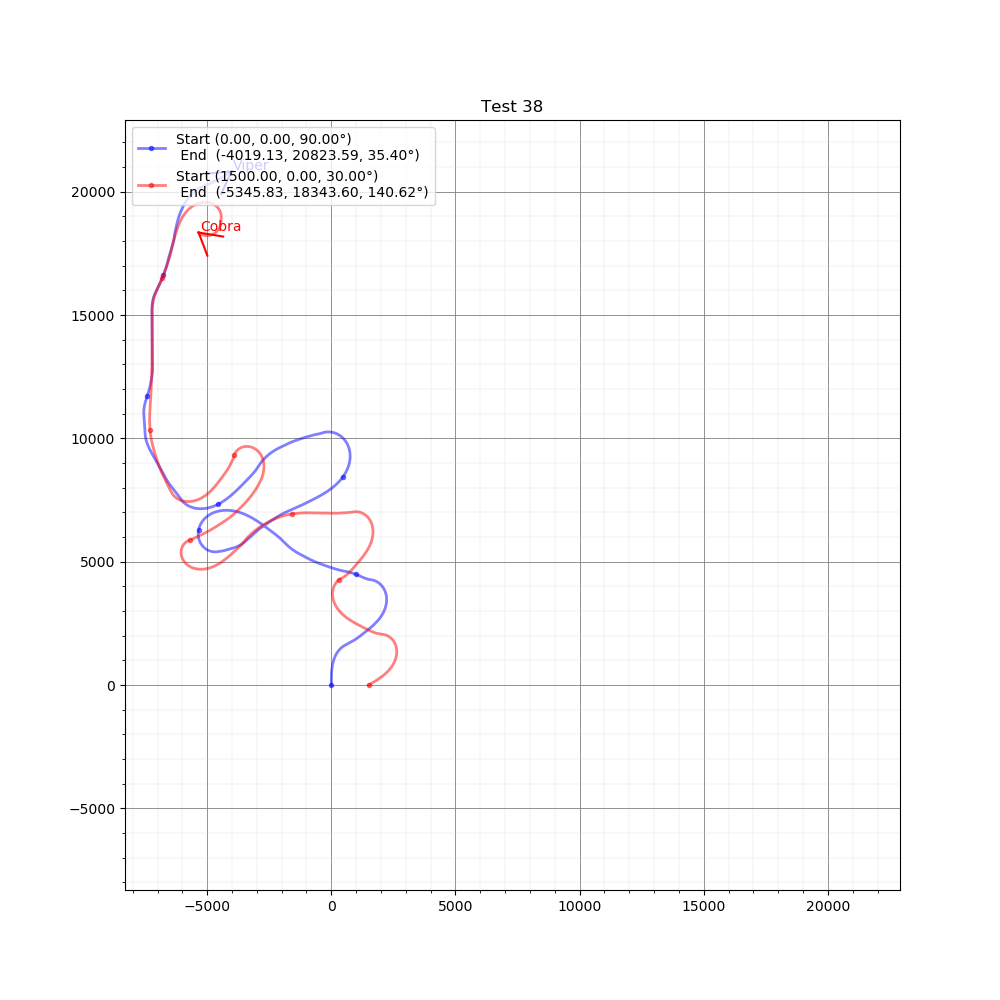 Test 38
Start (0.00, 0.00, 90.00°)
End (-4019.13, 20823.59, 35.40°)
Viper
Start (1500.00, 0.00, 30.00°)
End (-5345.83, 18343.60, 140.62°)
Cobra
20000
15000
10000
5000
0
−5000
−5000 0 5000 10000 15000 20000